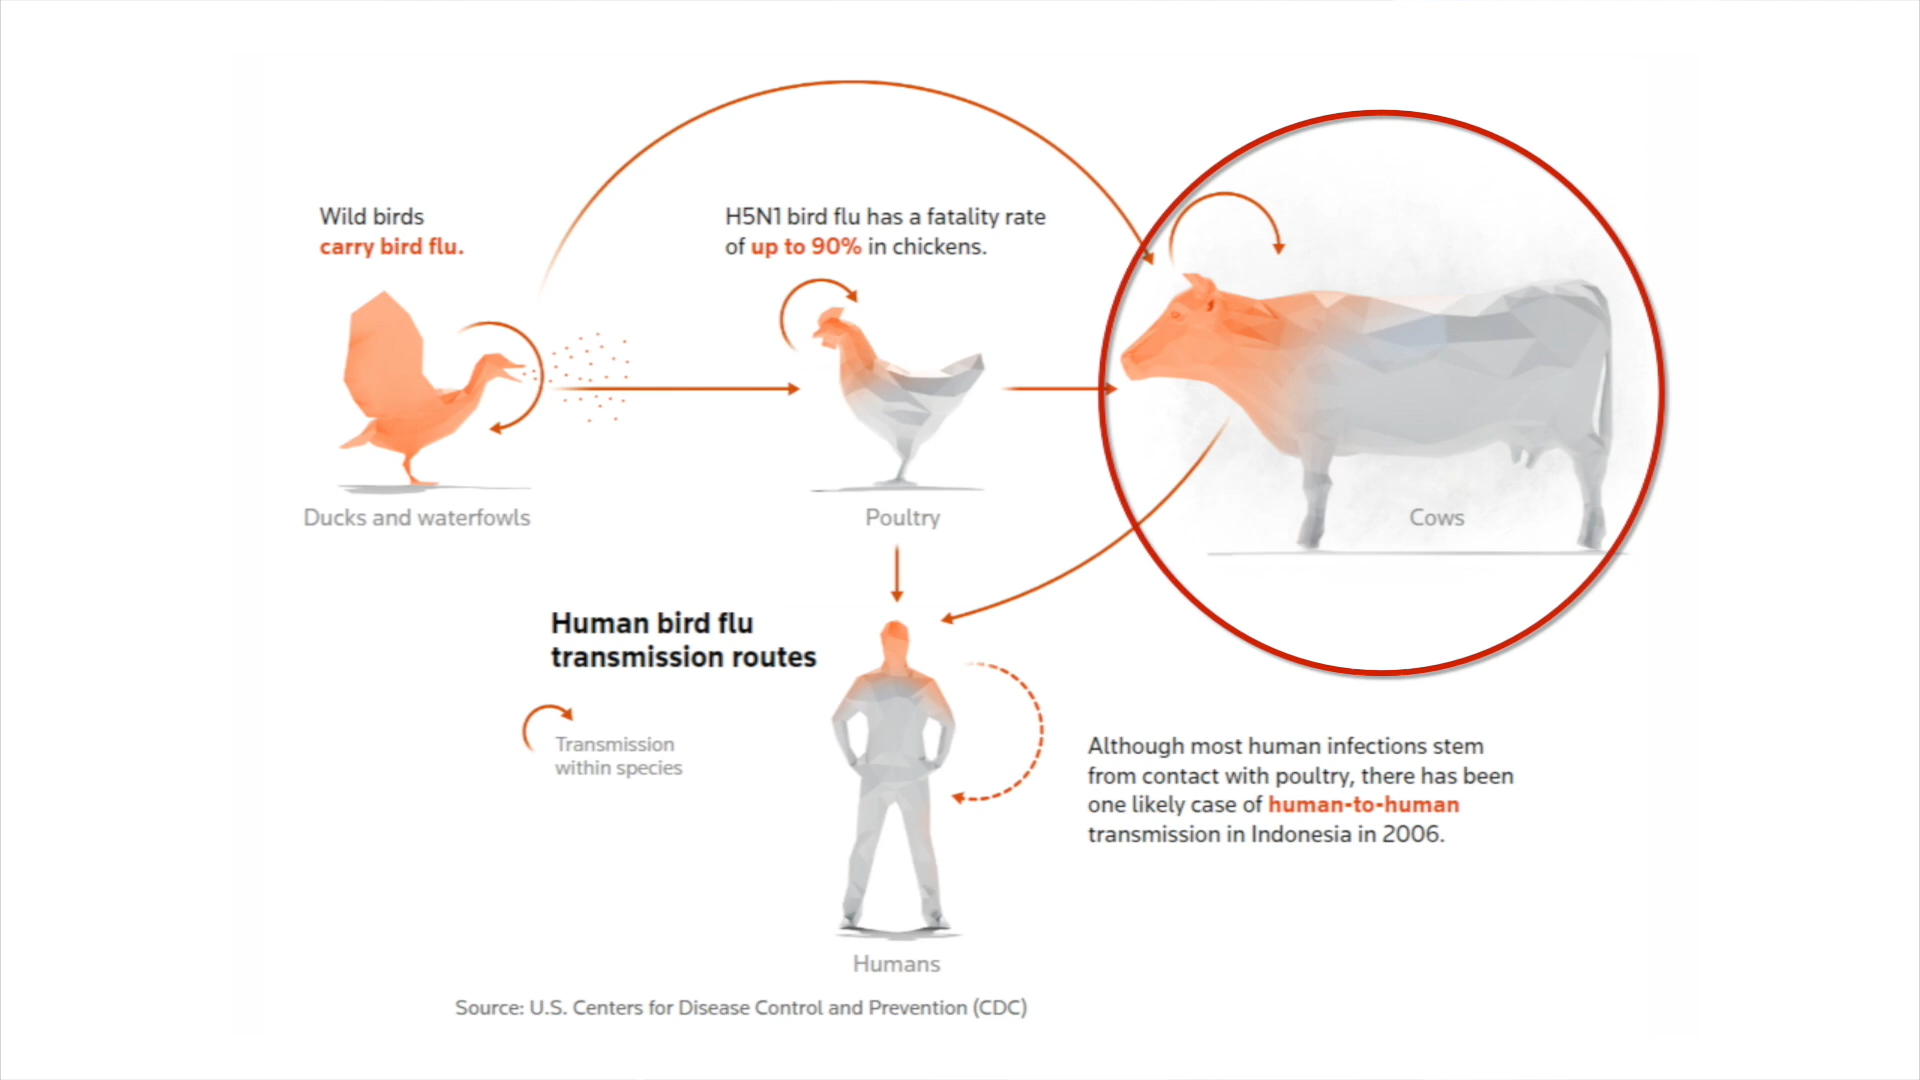 Wild birds
carry bird flu.
H5N1 bird flu has a fatality rate
of up to 90% in chickens.
Ducks and waterfowls
Poultry
Cows
Human bird flu
transmission routes
Transmission
within species
Although most human infections stem
from contact with poultry, there has been
one likely case of human-to-human
transmission in Indonesia in 2006.
Humans
Source: U.S. Centers for Disease Control and Prevention (CDC)